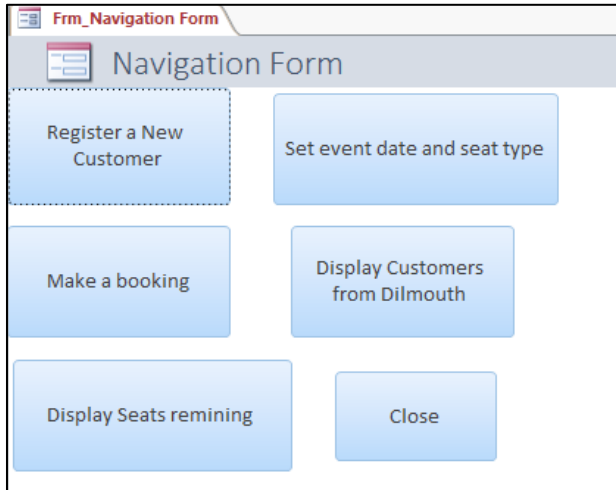 Frm_Navigation Form
Navigation Form
Register a New
Customer
Set event date and seat type
Make a booking
Display Customers
from Dilmouth
Display Seats remining
Close